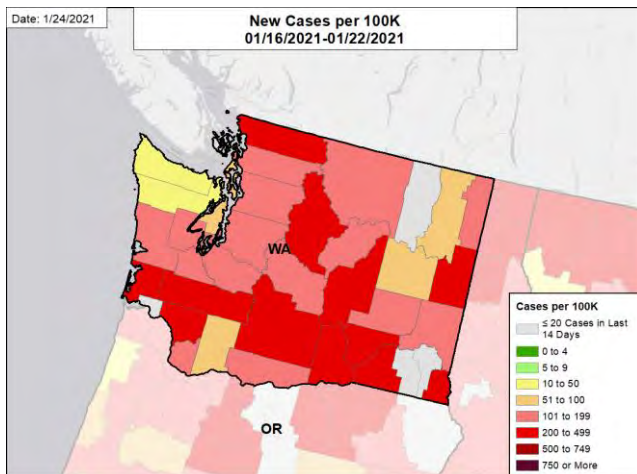 Date: 1/24/2021
New Cases per 100K
01/16/2021-01/22/2021
WA
OR
Cases per 100K
≤ 20 Cases in Last
14 Days
0 to 4
5 to 9
10 to 50
51 to 100
101 to 199
200 to 499
500 to 749
750 or More